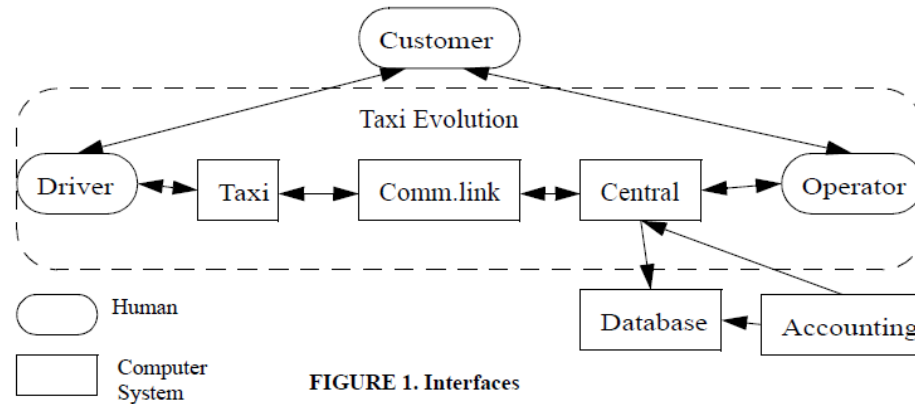 Customer
Taxi Evolution
Driver
Taxi
Comm.link
Central
Operator
Database
Accounting
Human
Computer
System
FIGURE 1. Interfaces